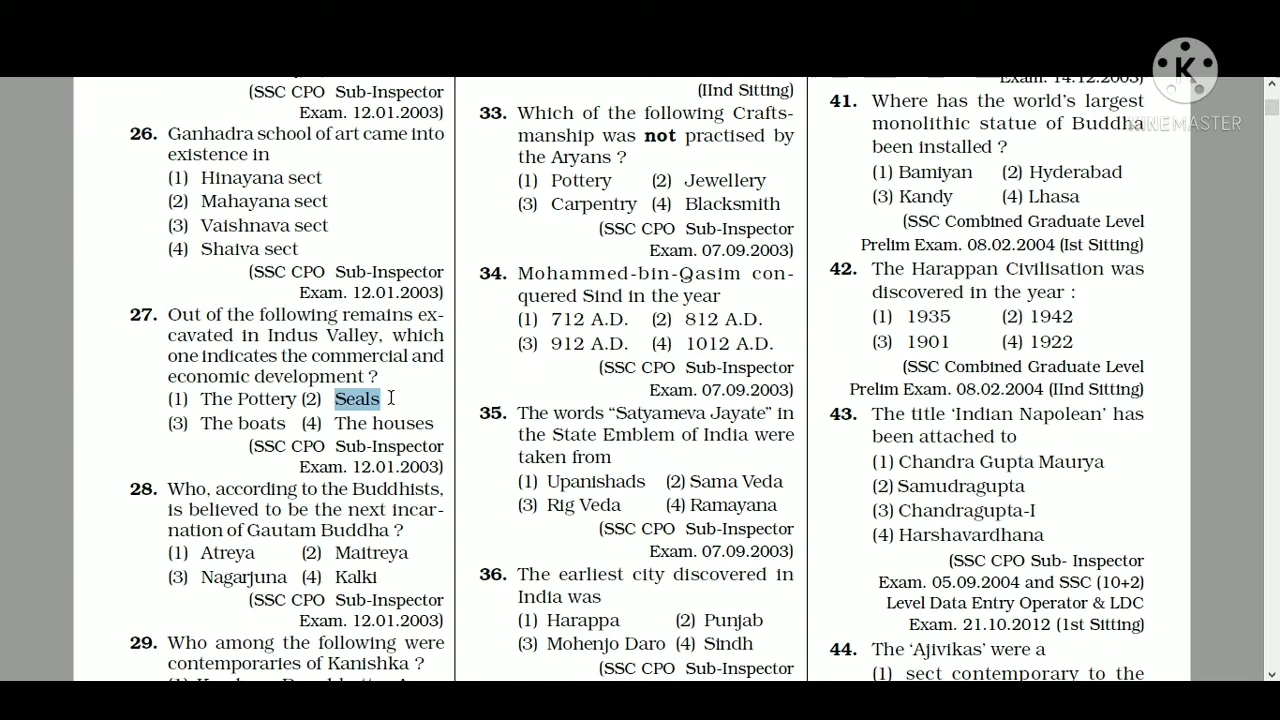 (SSC CPO Sub-Inspector
Exam. 12.01.2003)
26. Ganhadra school of art came into
existence in
(1) Hinayana sect
(2) Mahayana sect
(3) Vaishnava sect
(4) Shaiva sect
(SSC CPO Sub-Inspector
Exam. 12.01.2003)
27. Out of the following remains ex-
cavated in Indus Valley, which
one indicates the commercial and
economic development ?
(1) The Pottery (2) Seals
(3) The boats (4) The houses
(SSC CPO Sub-Inspector
Exam. 12.01.2003)
28. Who, according to the Buddhists,
is believed to be the next incar-
nation of Gautam Buddha ?
(1) Atreya (2) Maitreya
(3) Nagarjuna (4) Kalki
(SSC CPO Sub-Inspector
Exam. 12.01.2003)
29. Who among the following were
contemporaries of Kanishka ?
(IInd Sitting)
33. Which of the following Crafts-
manship was not practised by
the Aryans ?
(1) Pottery (2) Jewellery
(3) Carpentry (4) Blacksmith
(SSC CPO Sub-Inspector
Exam. 07.09.2003)
34. Mohammed-bin-Qasim con-
quered Sind in the year
(1) 712 A.D. (2) 812 A.D.
(3) 912 A.D. (4) 1012 A.D.
(SSC CPO Sub-Inspector
Exam. 07.09.2003)
35. The words “Satyameva Jayate” in
the State Emblem of India were
taken from
(1) Upanishads (2) Sama Veda
(3) Rig Veda (4) Ramayana
(SSC CPO Sub-Inspector
Exam. 07.09.2003)
36. The earliest city discovered in
India was
(1) Harappa (2) Punjab
(3) Mohenjo Daro (4) Sindh
(SSC CPO Sub-Inspector
Exam. 14.12.2003)
41. Where has the world’s largest
monolithic statue of Buddha
been installed ?
(1) Bamiyan (2) Hyderabad
(3) Kandy (4) Lhasa
(SSC Combined Graduate Level
Prelim Exam. 08.02.2004 (Ist Sitting)
42. The Harappan Civilisation was
discovered in the year :
(1) 1935 (2) 1942
(3) 1901 (4) 1922
(SSC Combined Graduate Level
Prelim Exam. 08.02.2004 (IInd Sitting)
43. The title ‘Indian Napolean’ has
been attached to
(1) Chandra Gupta Maurya
(2) Samudragupta
(3) Chandragupta-I
(4) Harshavardhana
(SSC CPO Sub- Inspector
Exam. 05.09.2004 and SSC (10+2)
Level Data Entry Operator & LDC
Exam. 21.10.2012 (1st Sitting)
44. The ‘Ajivikas’ were a
(1) sect contemporary to the
K
KINEMASTER